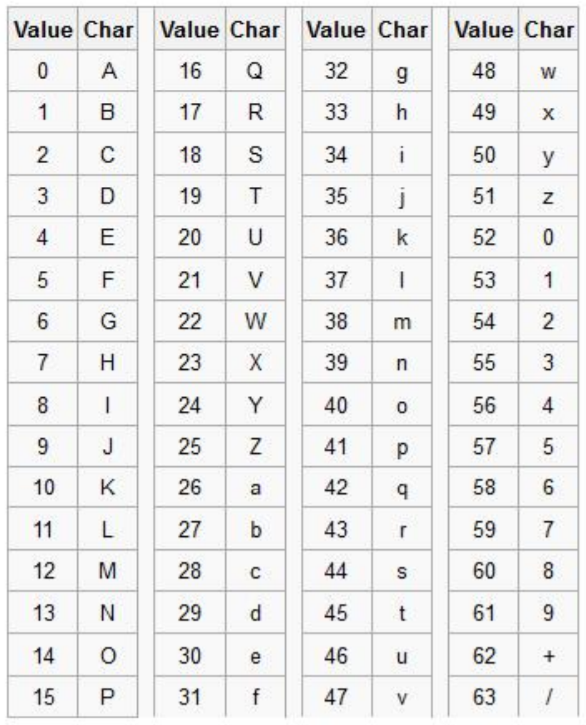 Value Char Value Char Value Char Value Char
0 A 16 Q 32 g 48 w
1 B 17 R 33 h 49 x
2 C 18 S 34 i 50 y
3 D 19 T 35 j 51 z
4 E 20 U 36 k 52 0
5 F 21 V 37 l 53 1
6 G 22 W 38 m 54 2
7 H 23 X 39 n 55 3
8 I 24 Y 40 o 56 4
9 J 25 Z 41 p 57 5
10 K 26 a 42 q 58 6
11 L 27 b 43 r 59 7
12 M 28 c 44 s 60 8
13 N 29 d 45 t 61 9
14 O 30 e 46 u 62 +
15 P 31 f 47 v 63 /